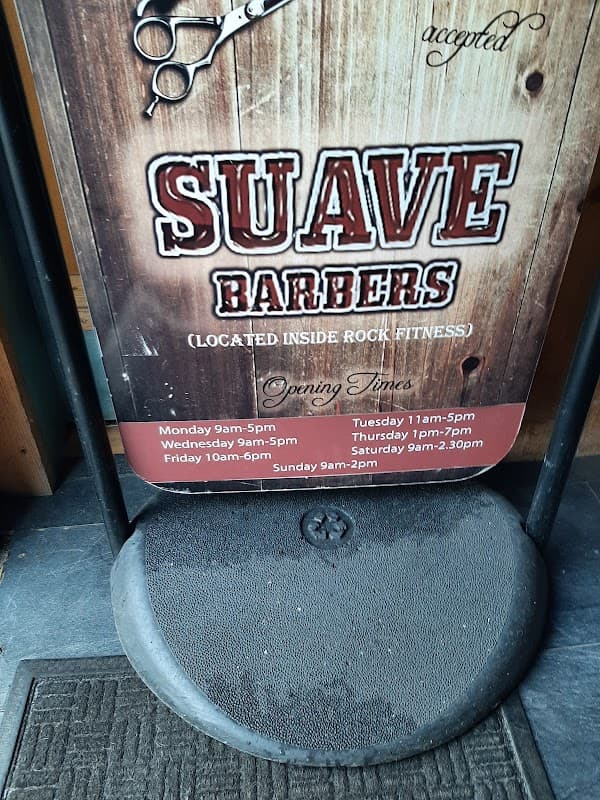 accepted
SUAVE
BARBERS
(LOCATED INSIDE ROCK FITNESS)
Opening Times
Monday 9am-5pm Tuesday 11am-5pm
Wednesday 9am-5pm Thursday 1pm-7pm
Friday 10am-6pm Saturday 9am-2.30pm
Sunday 9am-2pm